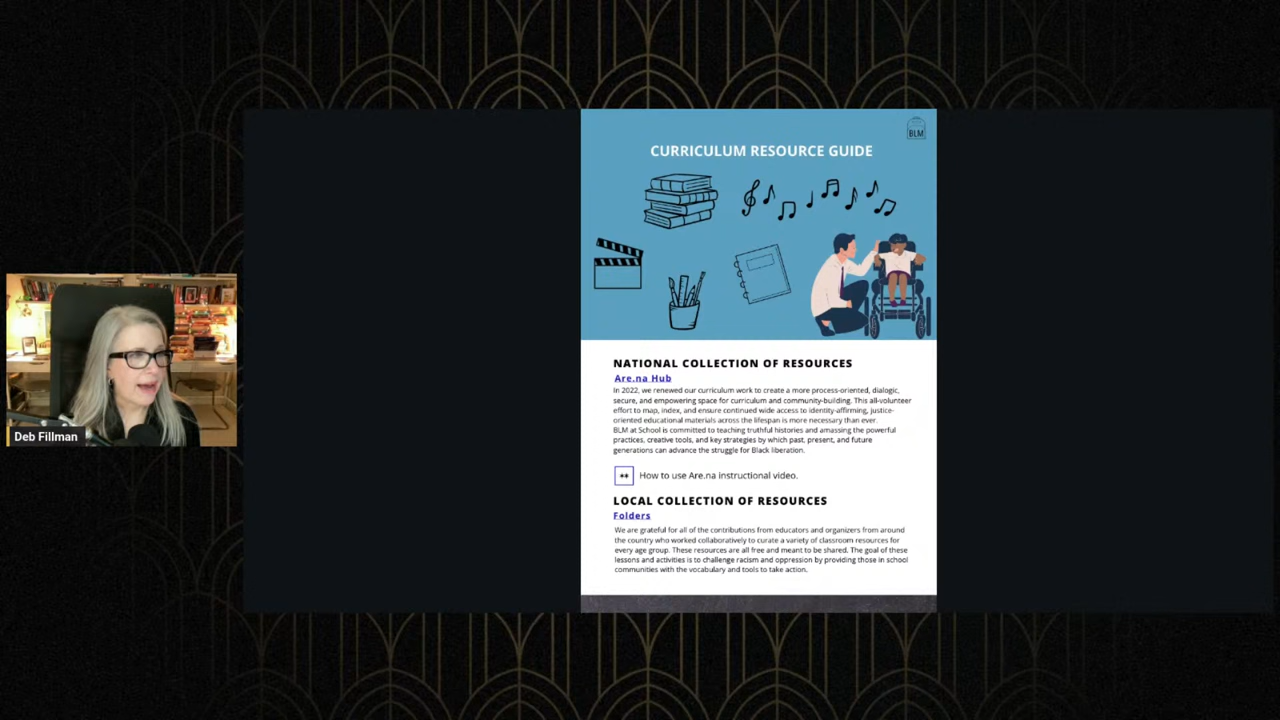 BLM
CURRICULUM RESOURCE GUIDE
NATIONAL COLLECTION OF RESOURCES
Are.na Hub
In 2022, we renewed our curriculum work to create a more process-oriented, dialogic,
secure, and empowering space for curriculum and community-building. This all-volunteer
effort to map, index, and ensure continued wide access to identity-affirming, justice-
oriented educational materials across the lifespan is more necessary than ever.
BLM at School is committed to teaching truthful histories and amassing the powerful
practices, creative tools, and key strategies by which past, present, and future
generations can advance the struggle for Black liberation.
** How to use Are.na instructional video.
LOCAL COLLECTION OF RESOURCES
Folders
We are grateful for all of the contributions from educators and organizers from around
the country who worked collaboratively to curate a variety of classroom resources for
every age group. These resources are all free and meant to be shared. The goal of these
lessons and activities is to challenge racism and oppression by providing those in school
communities with the vocabulary and tools to take action.
Deb Fillman